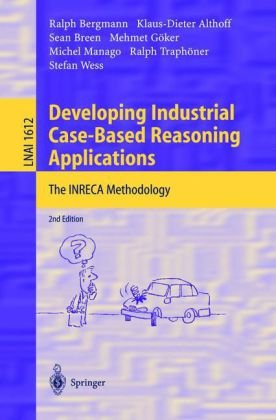 Ralph Bergmann Klaus-Dieter Althoff
Sean Breen Mehmet Göker
Michel Manago Ralph Traphöner
Stefan Wess
Developing Industrial
Case-Based Reasoning
Applications
The INRECA Methodology
2nd Edition
LNAI 1612
?
Springer